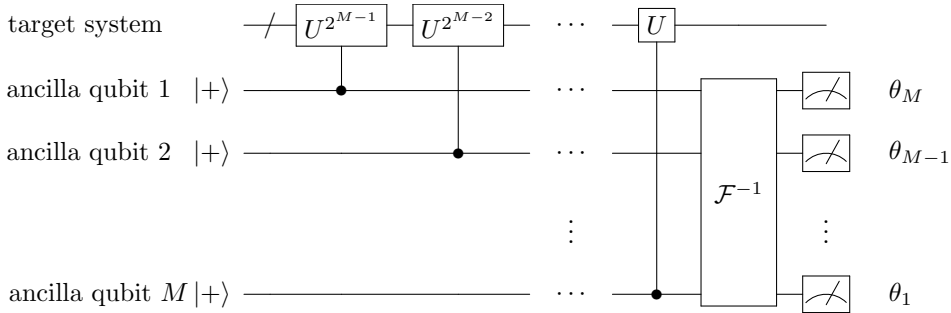 target system U^{2^{M-1}} U^{2^{M-2}} ··· U
ancilla qubit 1 |+⟩ ··· θ_M
ancilla qubit 2 |+⟩ ··· θ_{M−1}
F^{−1}
⋮ ⋮
ancilla qubit M |+⟩ ··· θ_1